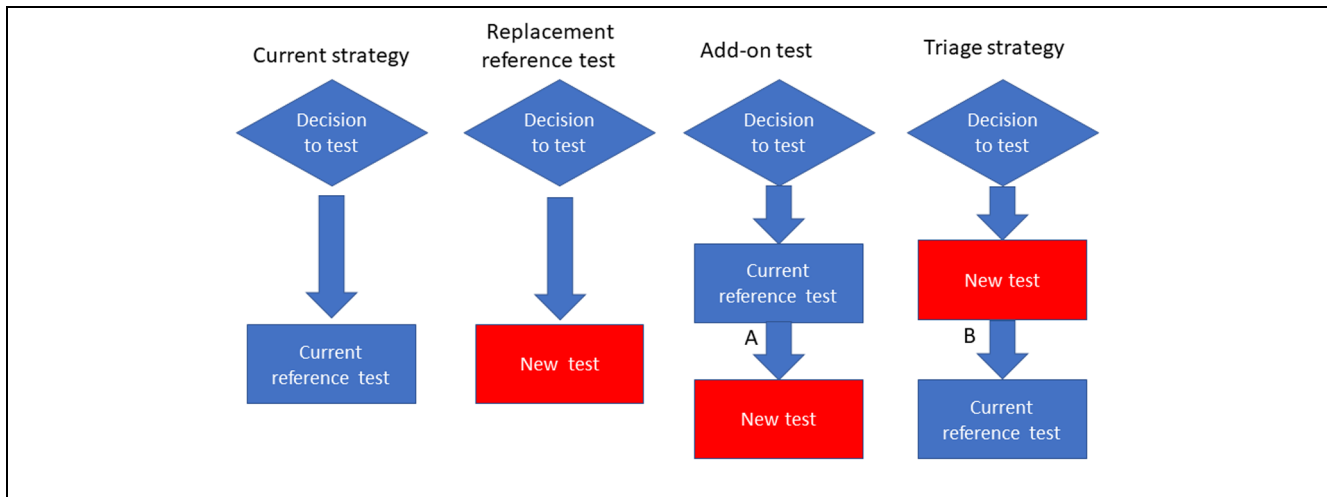 Current strategy
Decision
to test
Current
reference test
Replacement
reference test
Decision
to test
New test
Add-on test
Decision
to test
Current
reference test
A
New test
Triage strategy
Decision
to test
New test
B
Current
reference test